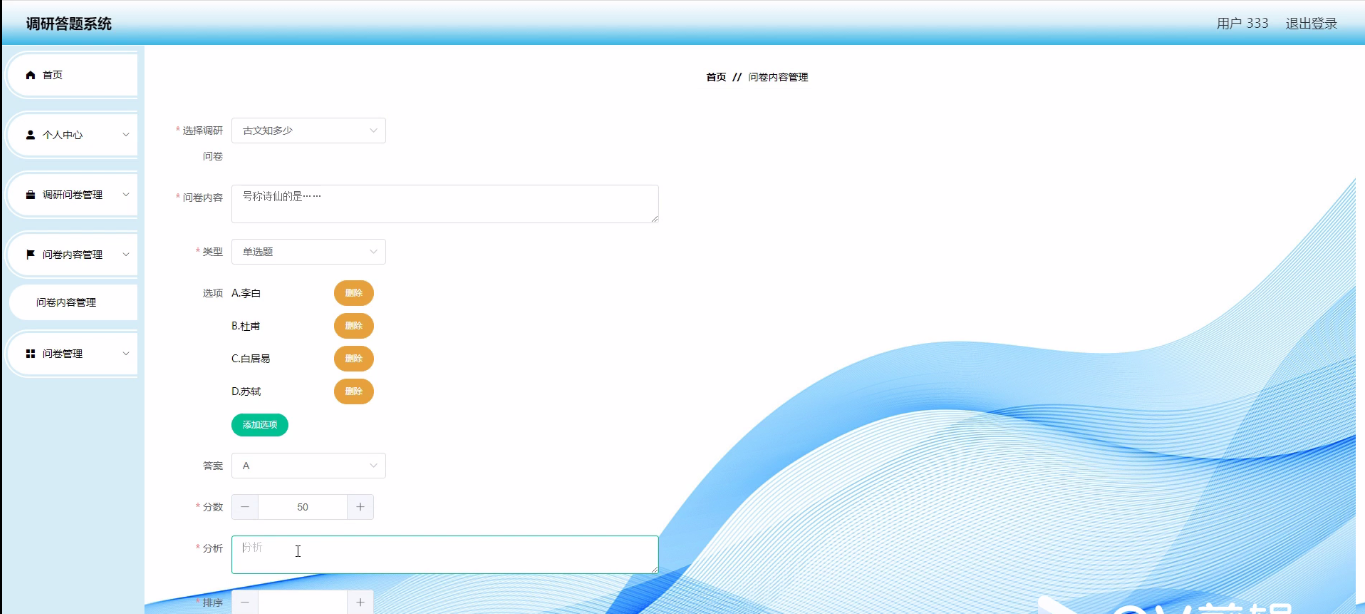 调研答题系统
用户 333 退出登录
首页
个人中心
调研问卷管理
问卷内容管理
问卷内容管理
问卷管理
首页 // 问卷内容管理
*选择调研问卷 古文知多少
*问卷内容 号称诗仙的是……
*类型 单选题
选项 A.李白 删除
B.杜甫 删除
C.白居易 删除
D.苏轼 删除
添加选项
答案 A
*分数 − 50 +
*分析 分析
*排序 − +